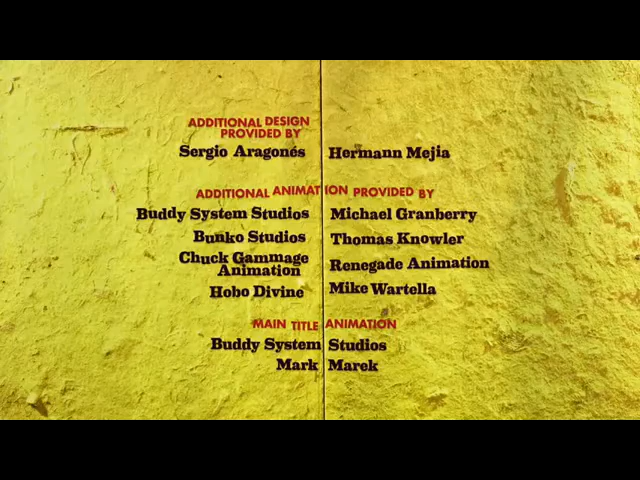 ADDITIONAL DESIGN
PROVIDED BY
Sergio Aragonés Hermann Mejia
ADDITIONAL ANIMATION PROVIDED BY
Buddy System Studios Michael Granberry
Bunko Studios Thomas Knowler
Chuck Gammage
Animation Renegade Animation
Hobo Divine Mike Wartella
MAIN TITLE ANIMATION
Buddy System Studios
Mark Marek